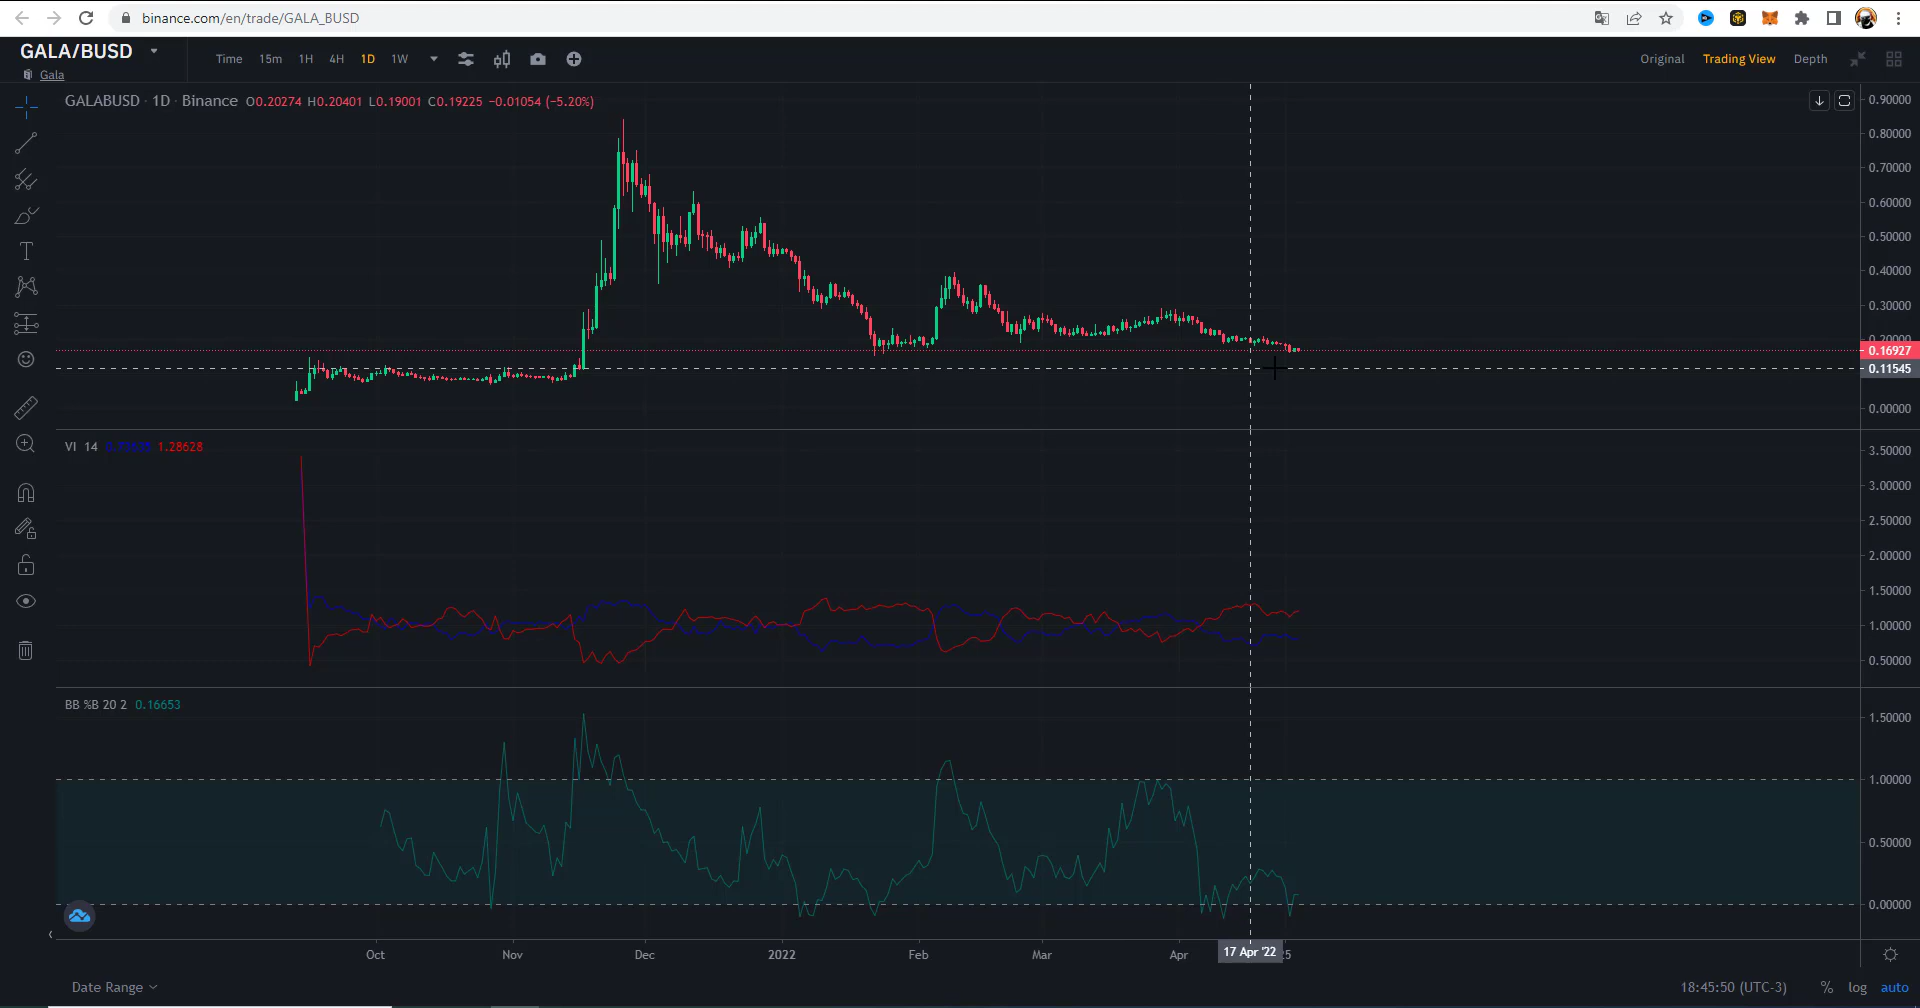 binance.com/en/trade/GALA_BUSD
GALA/BUSD
Gala
Time 15m 1H 4H 1D 1W
Original Trading View Depth
GALABUSD · 1D · Binance O0.20274 H0.20401 L0.19001 C0.19225 −0.01054 (−5.20%)
0.90000
0.80000
0.70000
0.60000
0.50000
0.40000
0.30000
0.20000
0.16927
0.11545
0.00000
VI 14 1.28628
3.50000
3.00000
2.50000
2.00000
1.50000
1.00000
0.50000
BB %B 20 2 0.16653
1.50000
1.00000
0.50000
0.00000
Oct Nov Dec 2022 Feb Mar Apr 17 Apr '22
Date Range
18:45:50 (UTC-3) % log auto